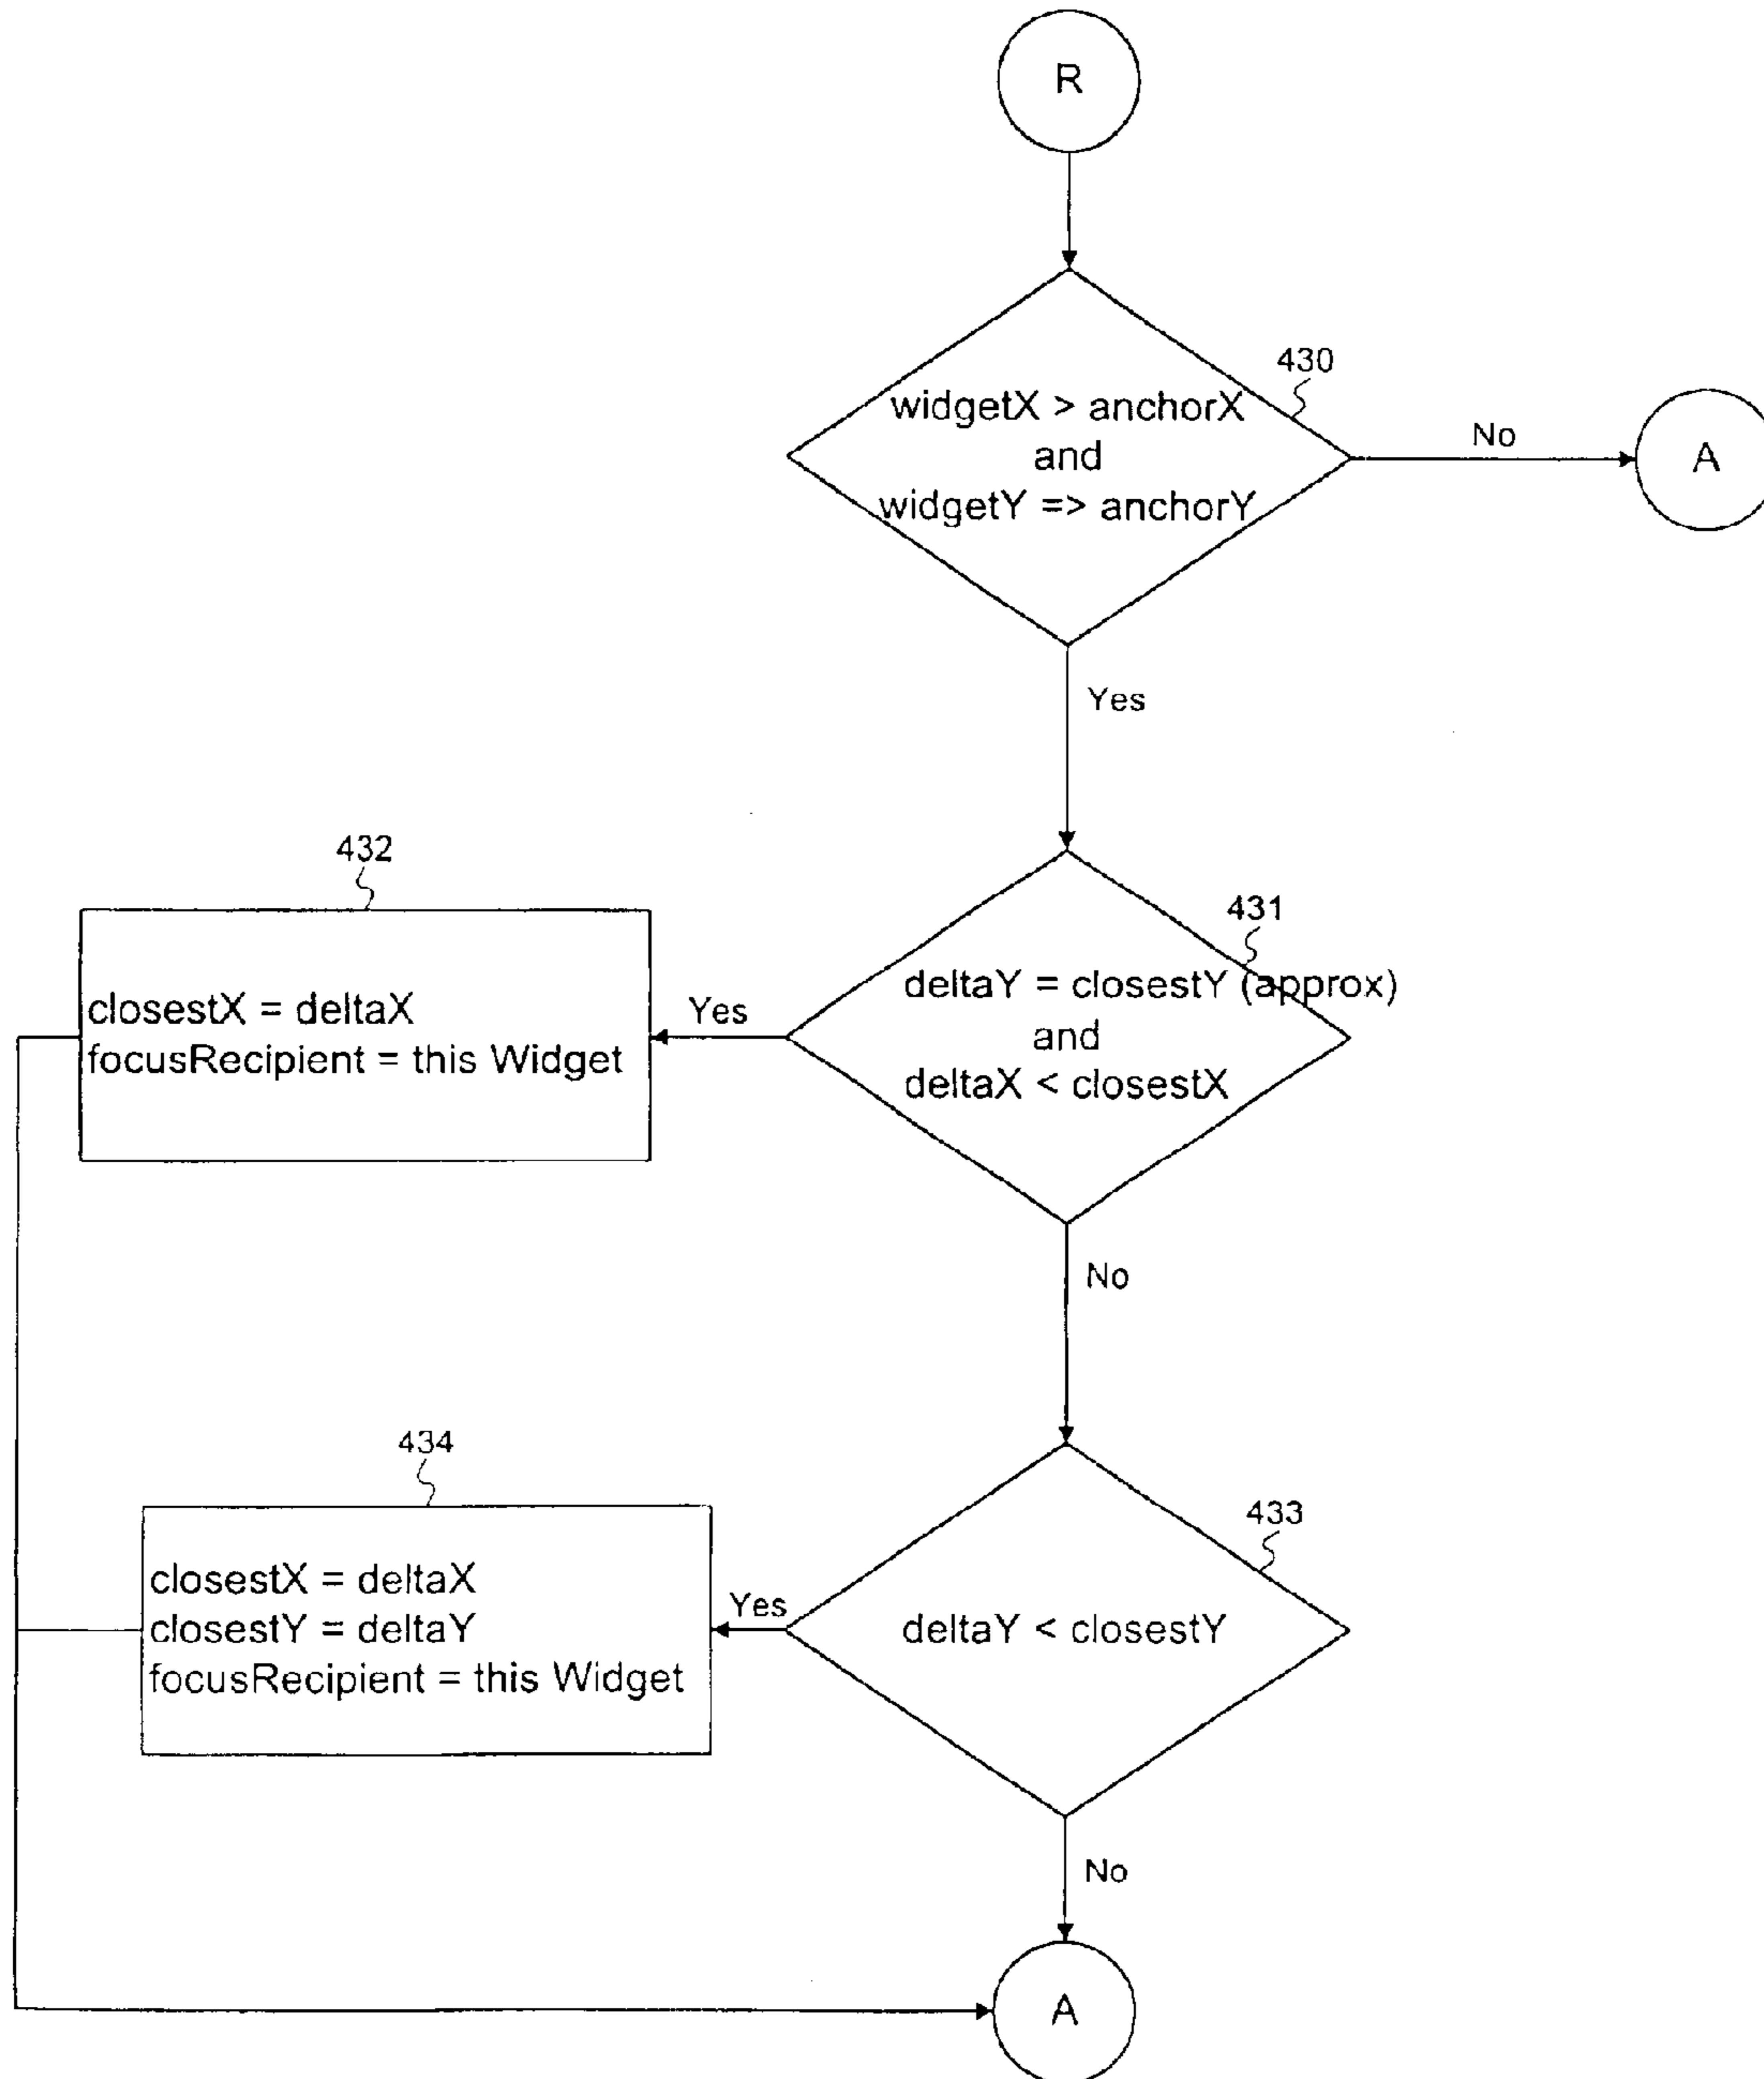 R
430
widgetX > anchorX
and
widgetY => anchorY
No
A
Yes
432
closestX = deltaX
focusRecipient = this Widget
Yes
431
deltaY = closestY (approx)
and
deltaX < closestX
No
434
closestX = deltaX
closestY = deltaY
focusRecipient = this Widget
Yes
433
deltaY < closestY
No
A